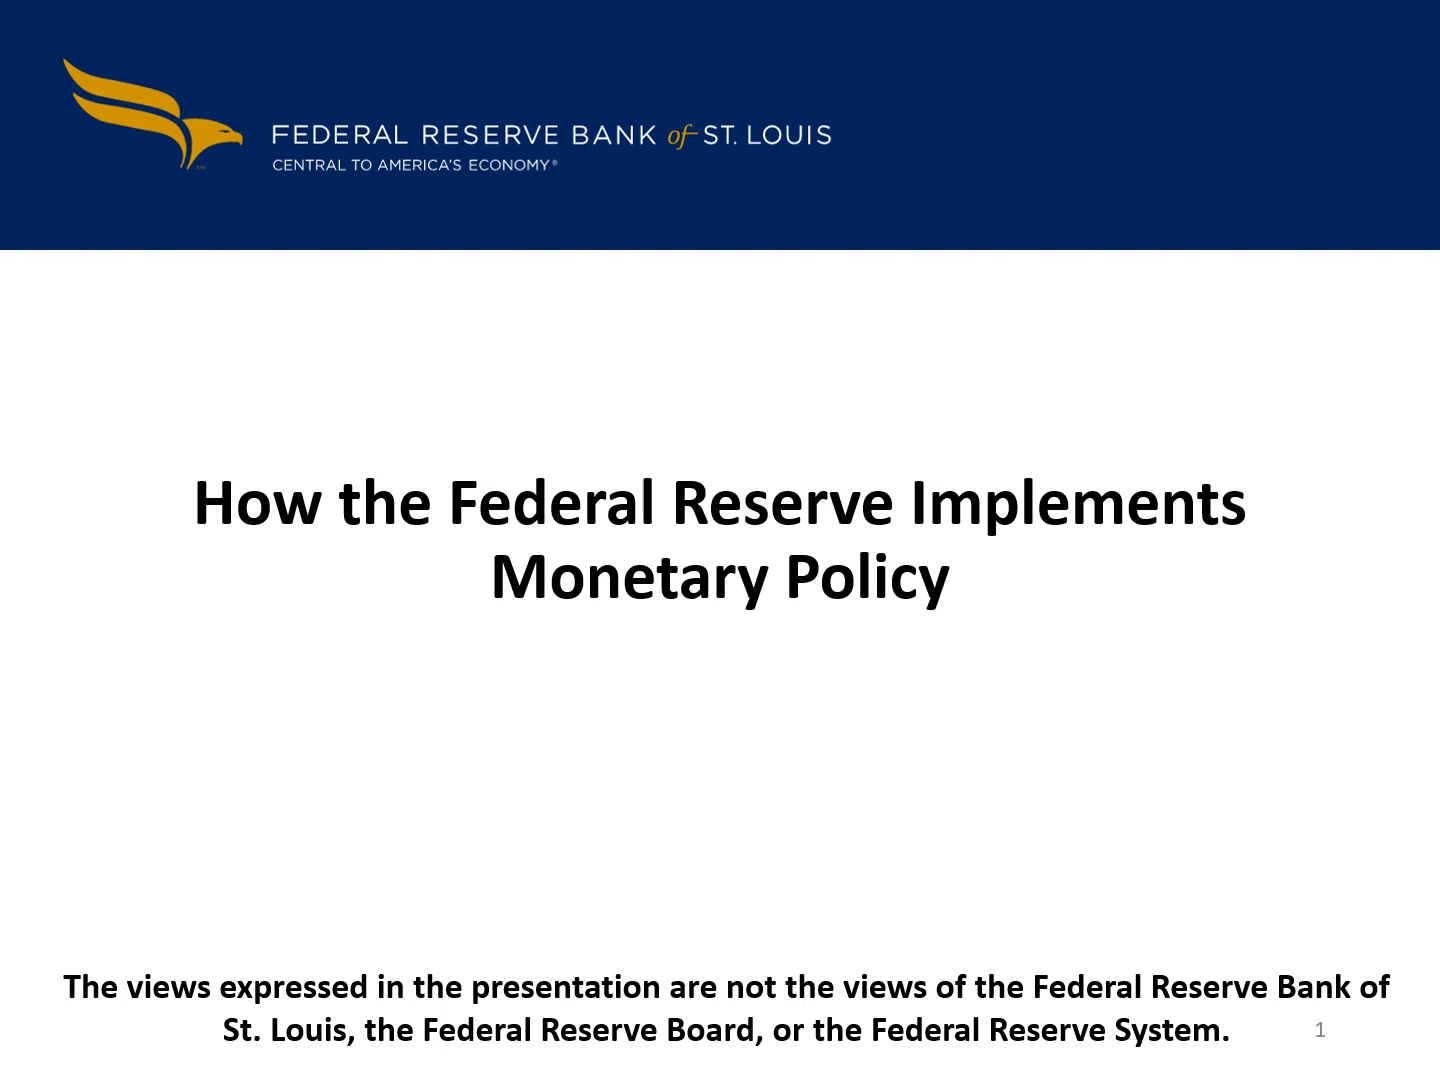 FEDERAL RESERVE BANK of ST. LOUIS
CENTRAL TO AMERICA'S ECONOMY®
How the Federal Reserve Implements
Monetary Policy
The views expressed in the presentation are not the views of the Federal Reserve Bank of
St. Louis, the Federal Reserve Board, or the Federal Reserve System.
1